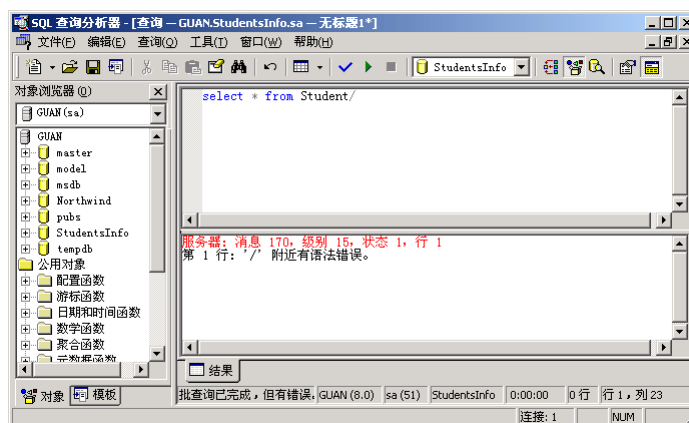 SQL 查询分析器 - [查询 — GUAN.StudentsInfo.sa — 无标题1*]
文件(F) 编辑(E) 查询(Q) 工具(T) 窗口(W) 帮助(H)
StudentsInfo
对象浏览器(O)
GUAN(sa)
GUAN
master
model
msdb
Northwind
pubs
StudentsInfo
tempdb
公用对象
配置函数
游标函数
日期和时间函数
数学函数
聚合函数
元数据函数
对象 模板
select * from Student/
服务器: 消息 170，级别 15，状态 1，行 1
第 1 行: '/' 附近有语法错误。
结果
批查询已完成，但有错误。 GUAN (8.0) sa (51) StudentsInfo 0:00:00 0 行 行 1，列 23
连接: 1 NUM